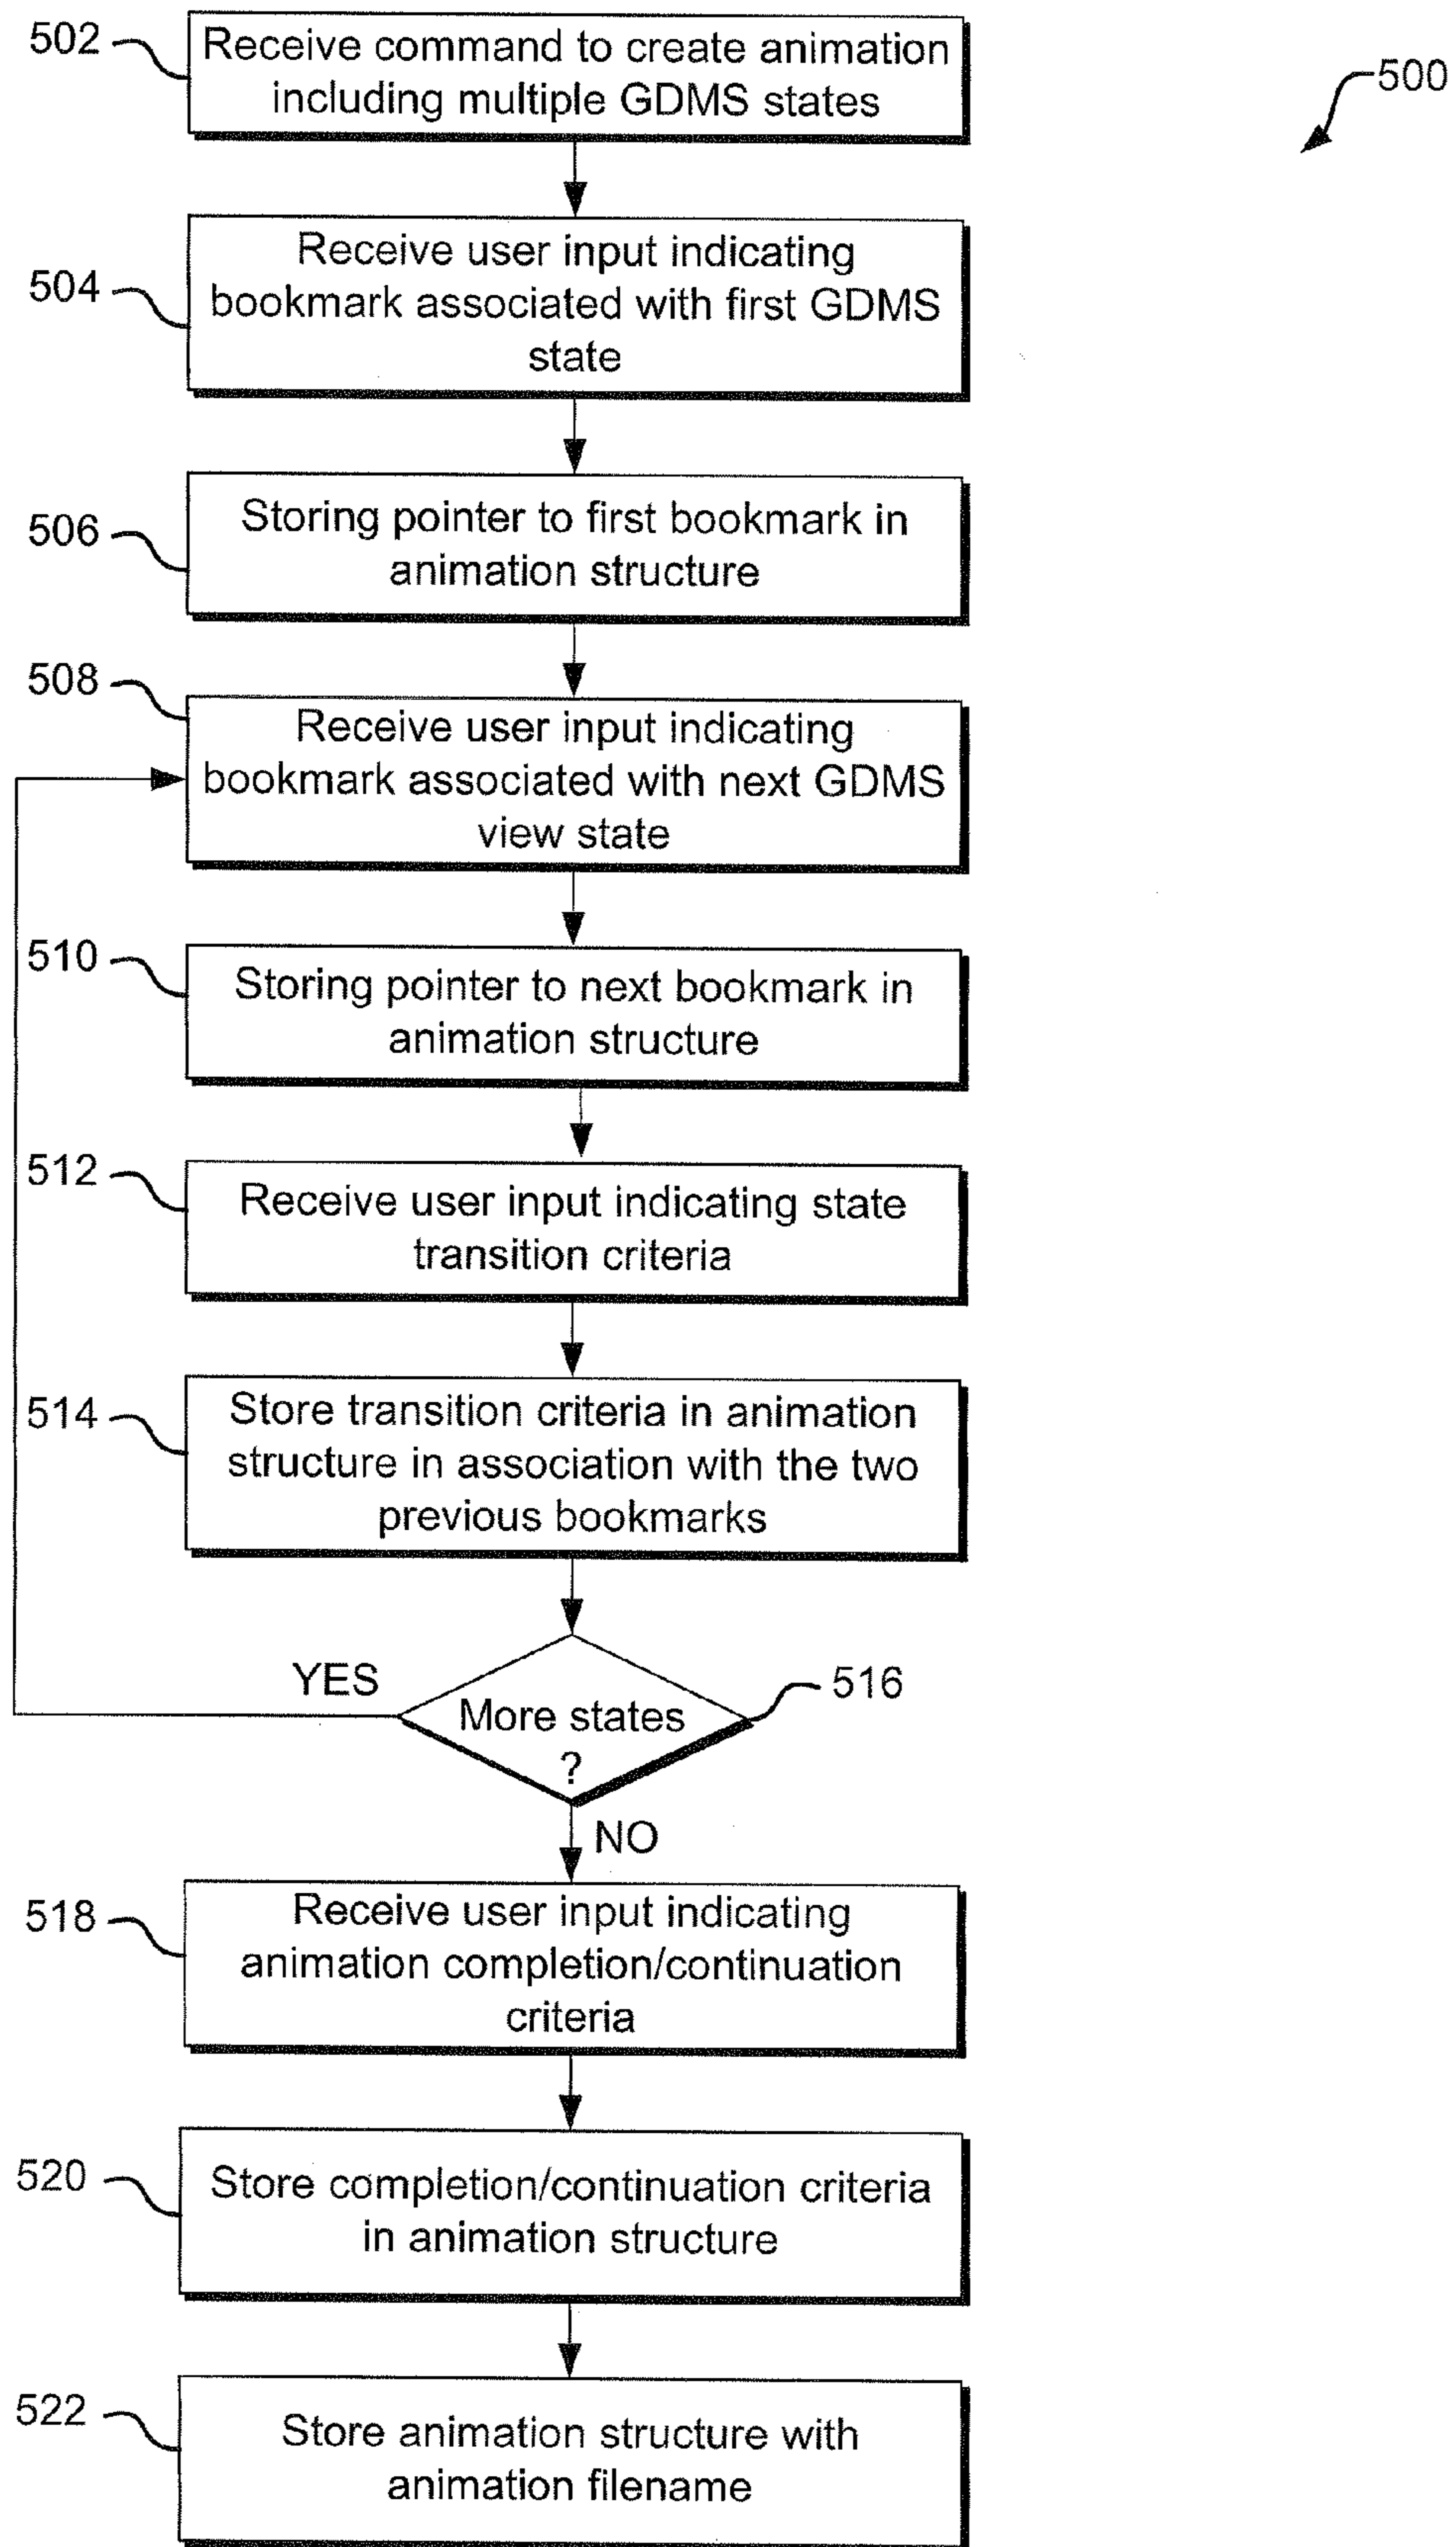 502
Receive command to create animation
including multiple GDMS states
500
504
Receive user input indicating
bookmark associated with first GDMS
state
506
Storing pointer to first bookmark in
animation structure
508
Receive user input indicating
bookmark associated with next GDMS
view state
510
Storing pointer to next bookmark in
animation structure
512
Receive user input indicating state
transition criteria
514
Store transition criteria in animation
structure in association with the two
previous bookmarks
YES
516
More states
?
NO
518
Receive user input indicating
animation completion/continuation
criteria
520
Store completion/continuation criteria
in animation structure
522
Store animation structure with
animation filename